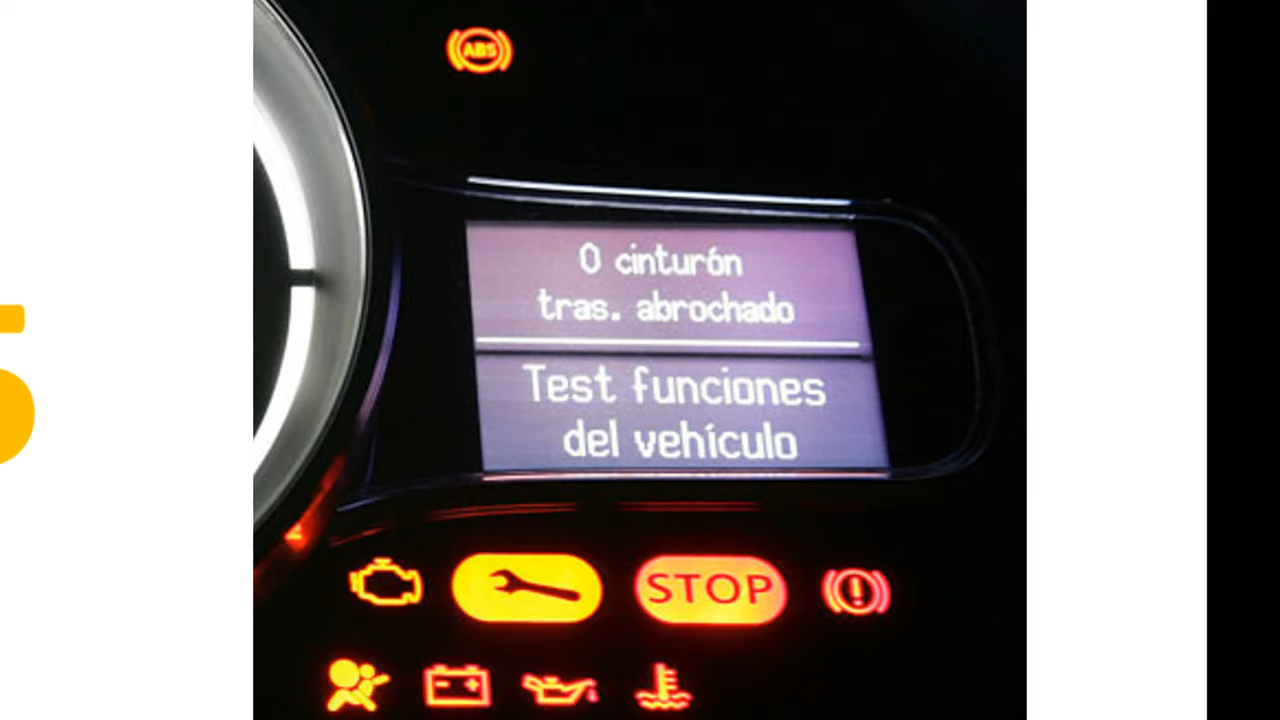 ABS
0 cinturón
tras. abrochado
Test funciones
del vehículo
STOP